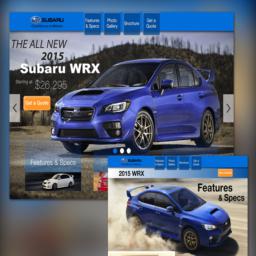 SUBARU
Features & Specs
Photo Gallery
Brochure
Get a Quote
THE ALL NEW
2015
Subaru WRX
Starting at
$26,295
Get a Quote
Features & Specs
SUBARU
2015 WRX
Features
& Specs